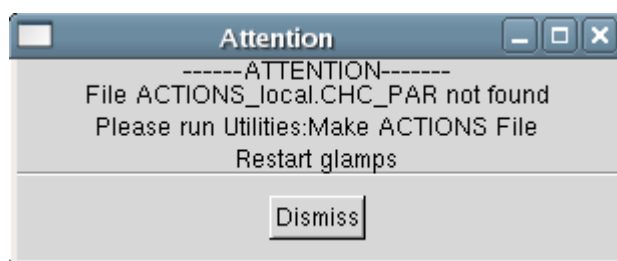 Attention
------ATTENTION-------
File ACTIONS_local.CHC_PAR not found
Please run Utilities:Make ACTIONS File
Restart glamps
Dismiss